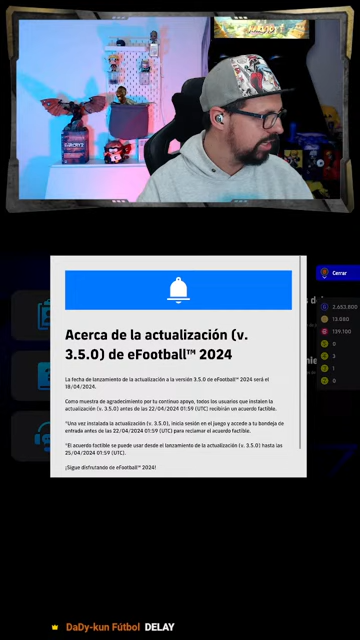 Acerca de la actualización (v.
3.5.0) de eFootball™ 2024
La fecha de lanzamiento de la actualización a la versión 3.5.0 de eFootball™ 2024 será el
18/04/2024.
Como muestra de agradecimiento por tu continuo apoyo, todos los usuarios que instalen la
actualización (v. 3.5.0) antes de las 22/04/2024 01:59 (UTC) recibirán un acuerdo factible.
*Una vez instalada la actualización (v. 3.5.0), inicia sesión en el juego y accede a tu bandeja de
entrada antes de las 22/04/2024 01:59 (UTC) para reclamar el acuerdo factible.
*El acuerdo factible se puede usar desde el lanzamiento de la actualización (v. 3.5.0) hasta las
25/04/2024 01:59 (UTC).
¡Sigue disfrutando de eFootball™ 2024!
Cerrar
2.653.800
13.080
139.100
0
3
1
0
DaDy-kun Fútbol DELAY